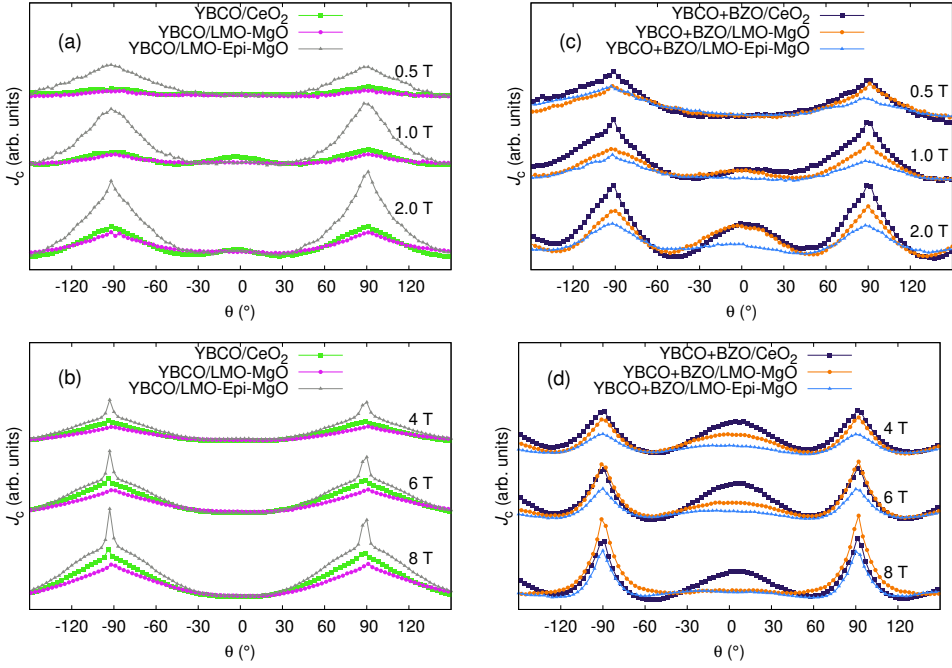 (a)
YBCO/CeO₂
YBCO/LMO-MgO
YBCO/LMO-Epi-MgO
0.5 T
1.0 T
2.0 T
Jc (arb. units)
-120 -90 -60 -30 0 30 60 90 120
θ (°)
(c)
YBCO+BZO/CeO₂
YBCO+BZO/LMO-MgO
YBCO+BZO/LMO-Epi-MgO
0.5 T
1.0 T
2.0 T
Jc (arb. units)
-120 -90 -60 -30 0 30 60 90 120
θ (°)
(b)
YBCO/CeO₂
YBCO/LMO-MgO
YBCO/LMO-Epi-MgO
4 T
6 T
8 T
Jc (arb. units)
-120 -90 -60 -30 0 30 60 90 120
θ (°)
YBCO+BZO/CeO₂
YBCO+BZO/LMO-MgO
YBCO+BZO/LMO-Epi-MgO
(d)
4 T
6 T
8 T
Jc (arb. units)
-120 -90 -60 -30 0 30 60 90 120
θ (°)